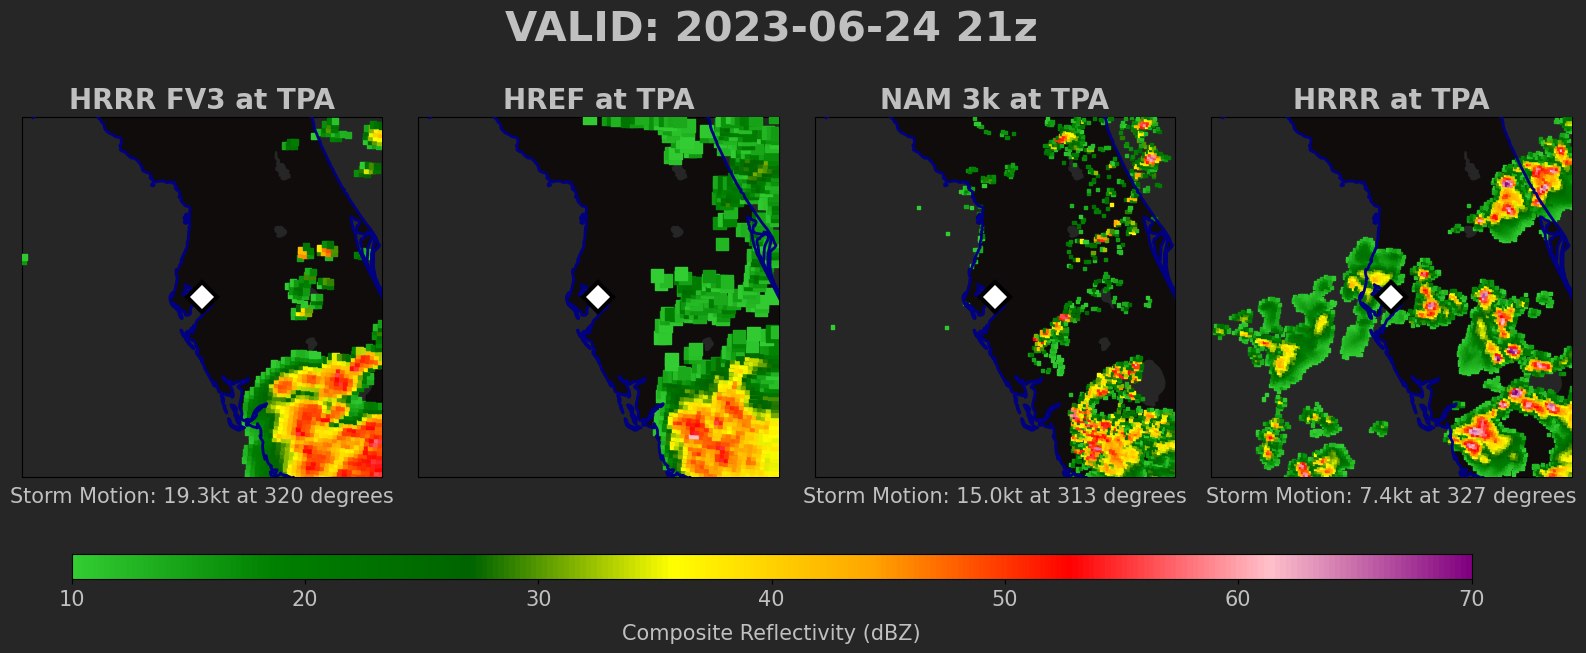 VALID: 2023-06-24 21z
HRRR FV3 at TPA
HREF at TPA
NAM 3k at TPA
HRRR at TPA
Storm Motion: 19.3kt at 320 degrees
Storm Motion: 15.0kt at 313 degrees
Storm Motion: 7.4kt at 327 degrees
10 20 30 40 50 60 70
Composite Reflectivity (dBZ)